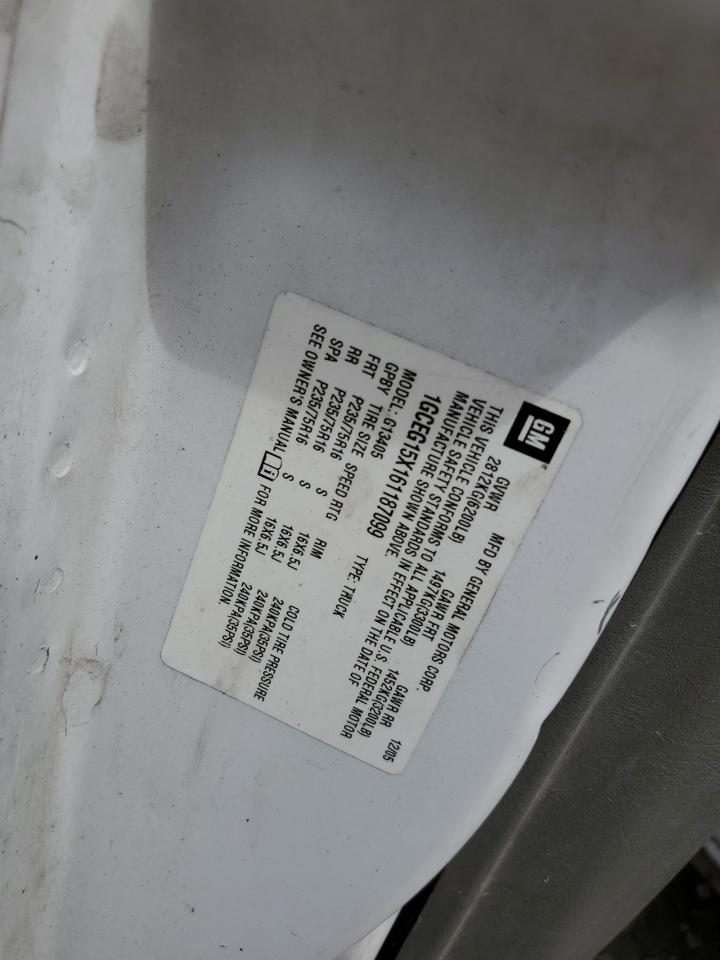 GM
MFD BY GENERAL MOTORS CORP. 12/05
GVWR GAWR FRT GAWR RR
2812KG(6200LB) 1497KG(3300LB) 1452KG(3200LB)
THIS VEHICLE CONFORMS TO ALL APPLICABLE U.S. FEDERAL MOTOR
VEHICLE SAFETY STANDARDS IN EFFECT ON THE DATE OF
MANUFACTURE SHOWN ABOVE.
1GCEG15X161187099 TYPE: TRUCK
MODEL: G13405
GPBY TIRE SIZE SPEED RTG RIM COLD TIRE PRESSURE
FRT P235/75R16 S 16X6.5J 240KPA(35PSI)
RR P235/75R16 S 16X6.5J 240KPA(35PSI)
SPA P235/75R16 S 16X6.5J 240KPA(35PSI)
SEE OWNER'S MANUAL FOR MORE INFORMATION.